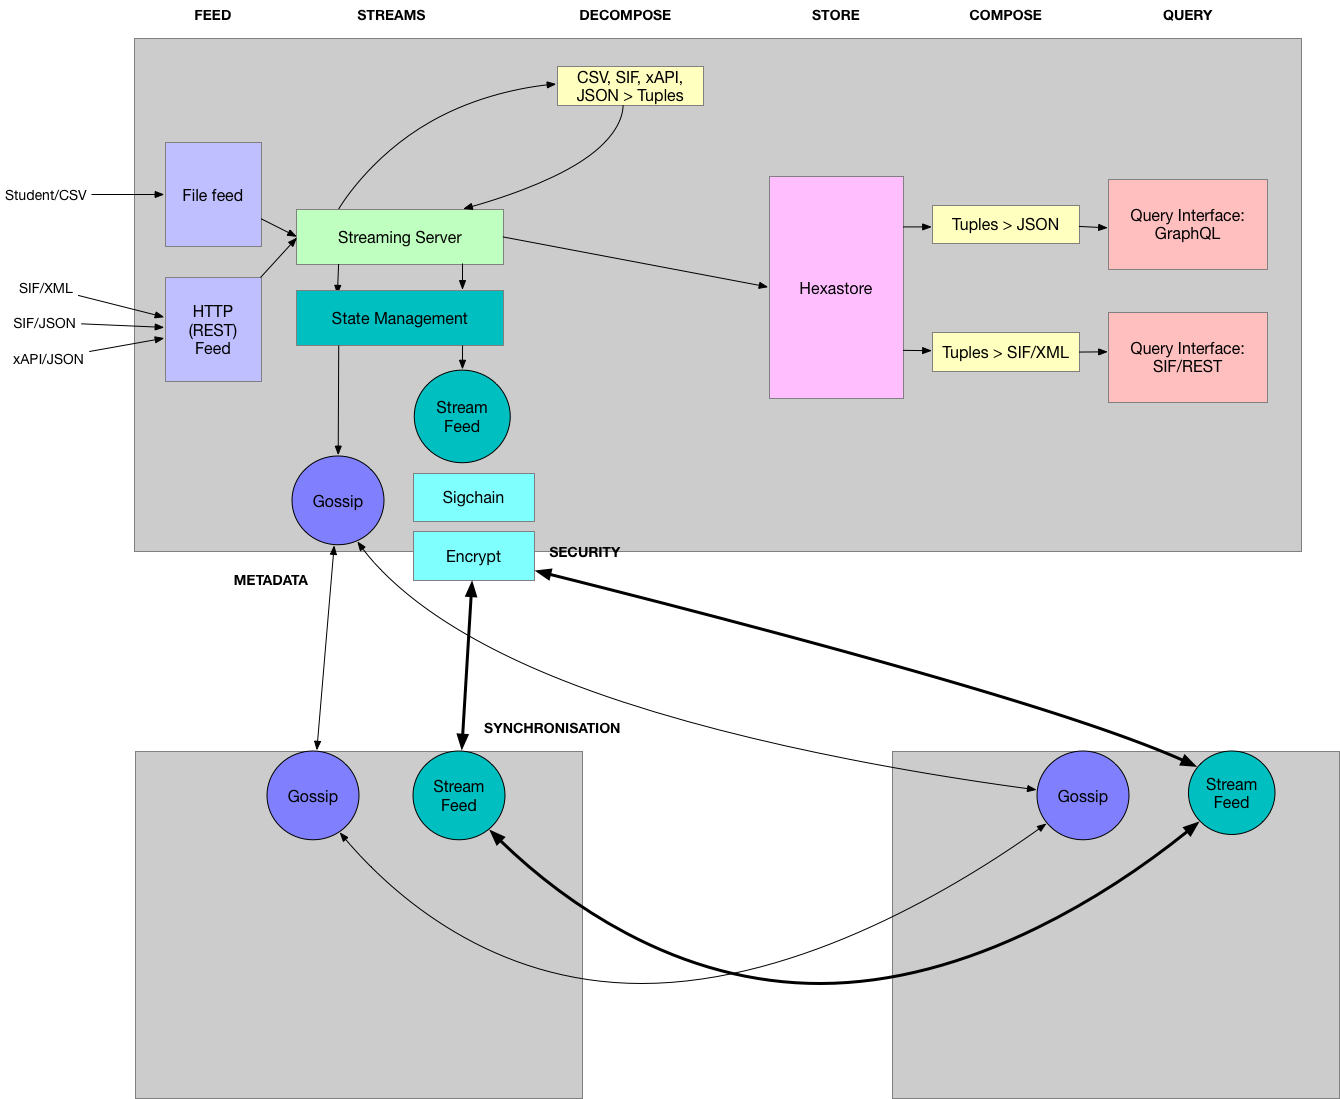 FEED STREAMS DECOMPOSE STORE COMPOSE QUERY
CSV, SIF, xAPI,
JSON > Tuples
Student/CSV
File feed
Streaming Server
Tuples > JSON
Query Interface:
GraphQL
SIF/XML
SIF/JSON
xAPI/JSON
HTTP
(REST)
Feed
State Management
Hexastore
Tuples > SIF/XML
Query Interface:
SIF/REST
Stream
Feed
Gossip
Sigchain
Encrypt
SECURITY
METADATA
SYNCHRONISATION
Gossip
Stream
Feed
Gossip
Stream
Feed